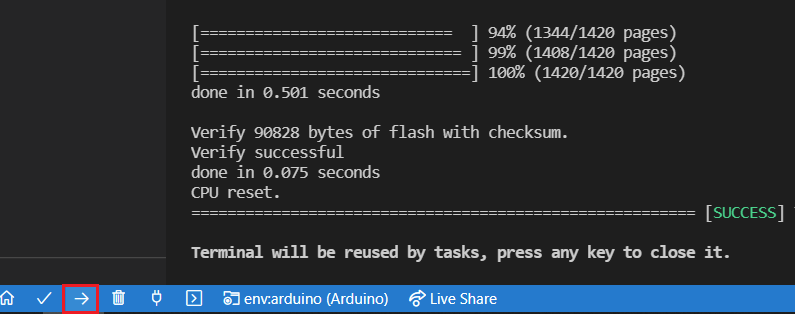 [============================  ] 94% (1344/1420 pages)
[============================= ] 99% (1408/1420 pages)
[==============================] 100% (1420/1420 pages)
done in 0.501 seconds
Verify 90828 bytes of flash with checksum.
Verify successful
done in 0.075 seconds
CPU reset.
======================================================== [SUCCESS]
Terminal will be reused by tasks, press any key to close it.
env:arduino (Arduino) Live Share